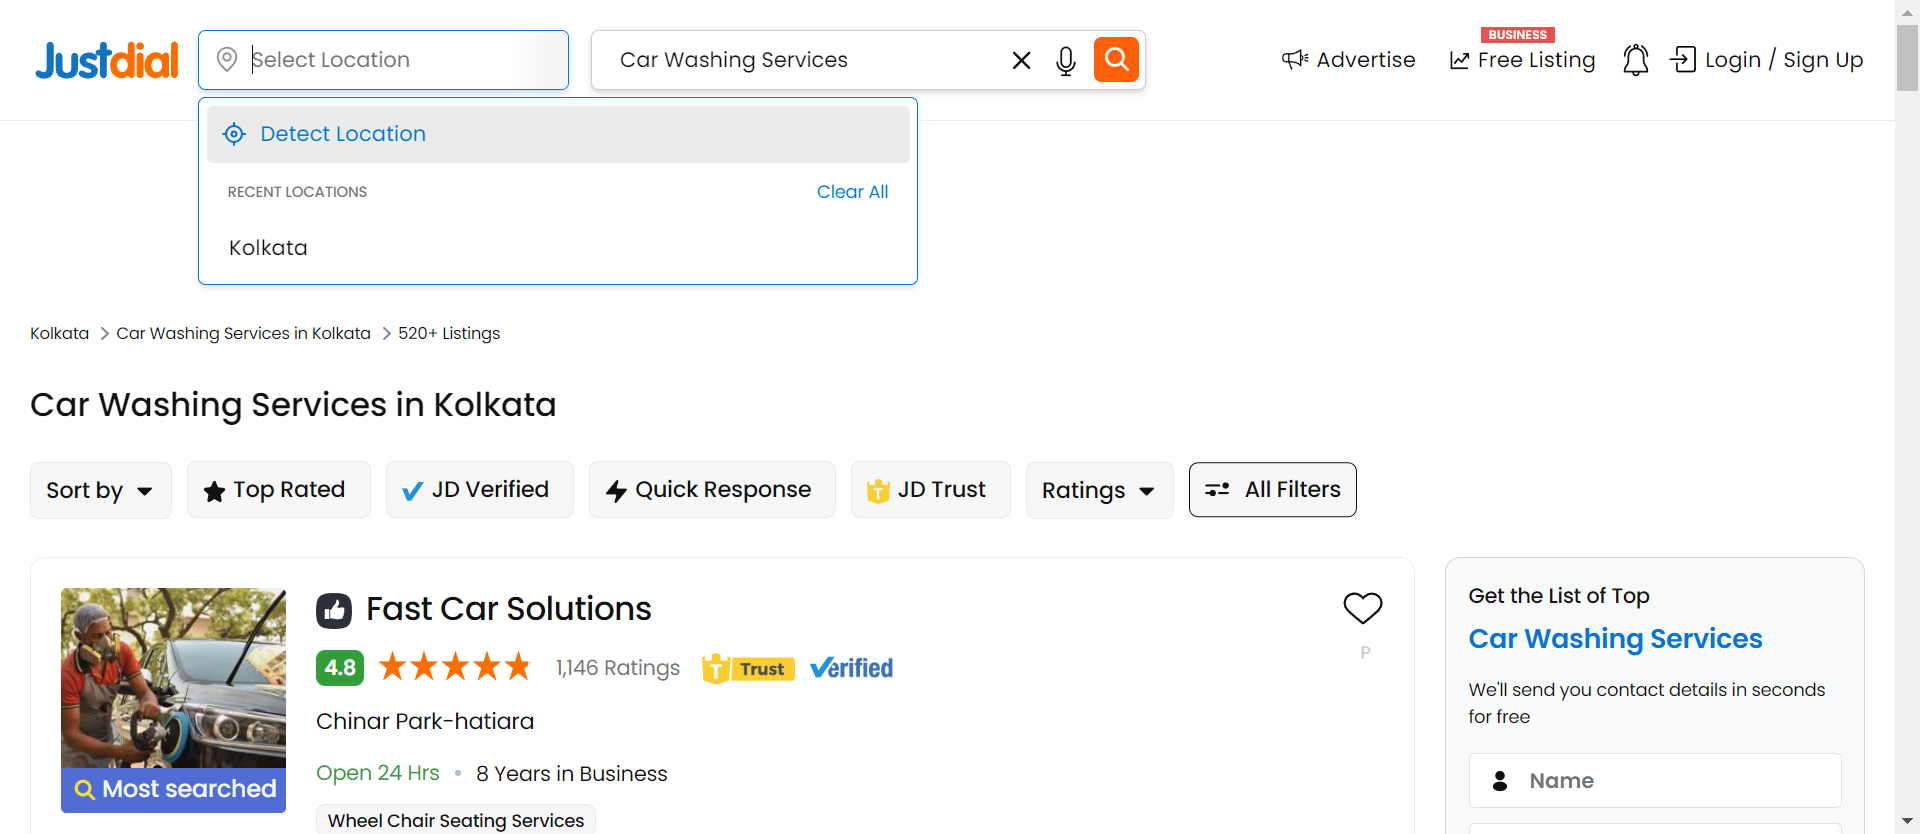 Justdial
Select Location
Car Washing Services
Advertise
BUSINESS
Free Listing
Login / Sign Up
Detect Location
RECENT LOCATIONS
Clear All
Kolkata
Kolkata > Car Washing Services in Kolkata > 520+ Listings
Car Washing Services in Kolkata
Sort by
Top Rated
JD Verified
Quick Response
T JD Trust
Ratings
All Filters
Fast Car Solutions
4.8
1,146 Ratings
T Trust
Verified
P
Chinar Park-hatiara
Open 24 Hrs • 8 Years in Business
Wheel Chair Seating Services
Most searched
Get the List of Top
Car Washing Services
We'll send you contact details in seconds
for free
Name